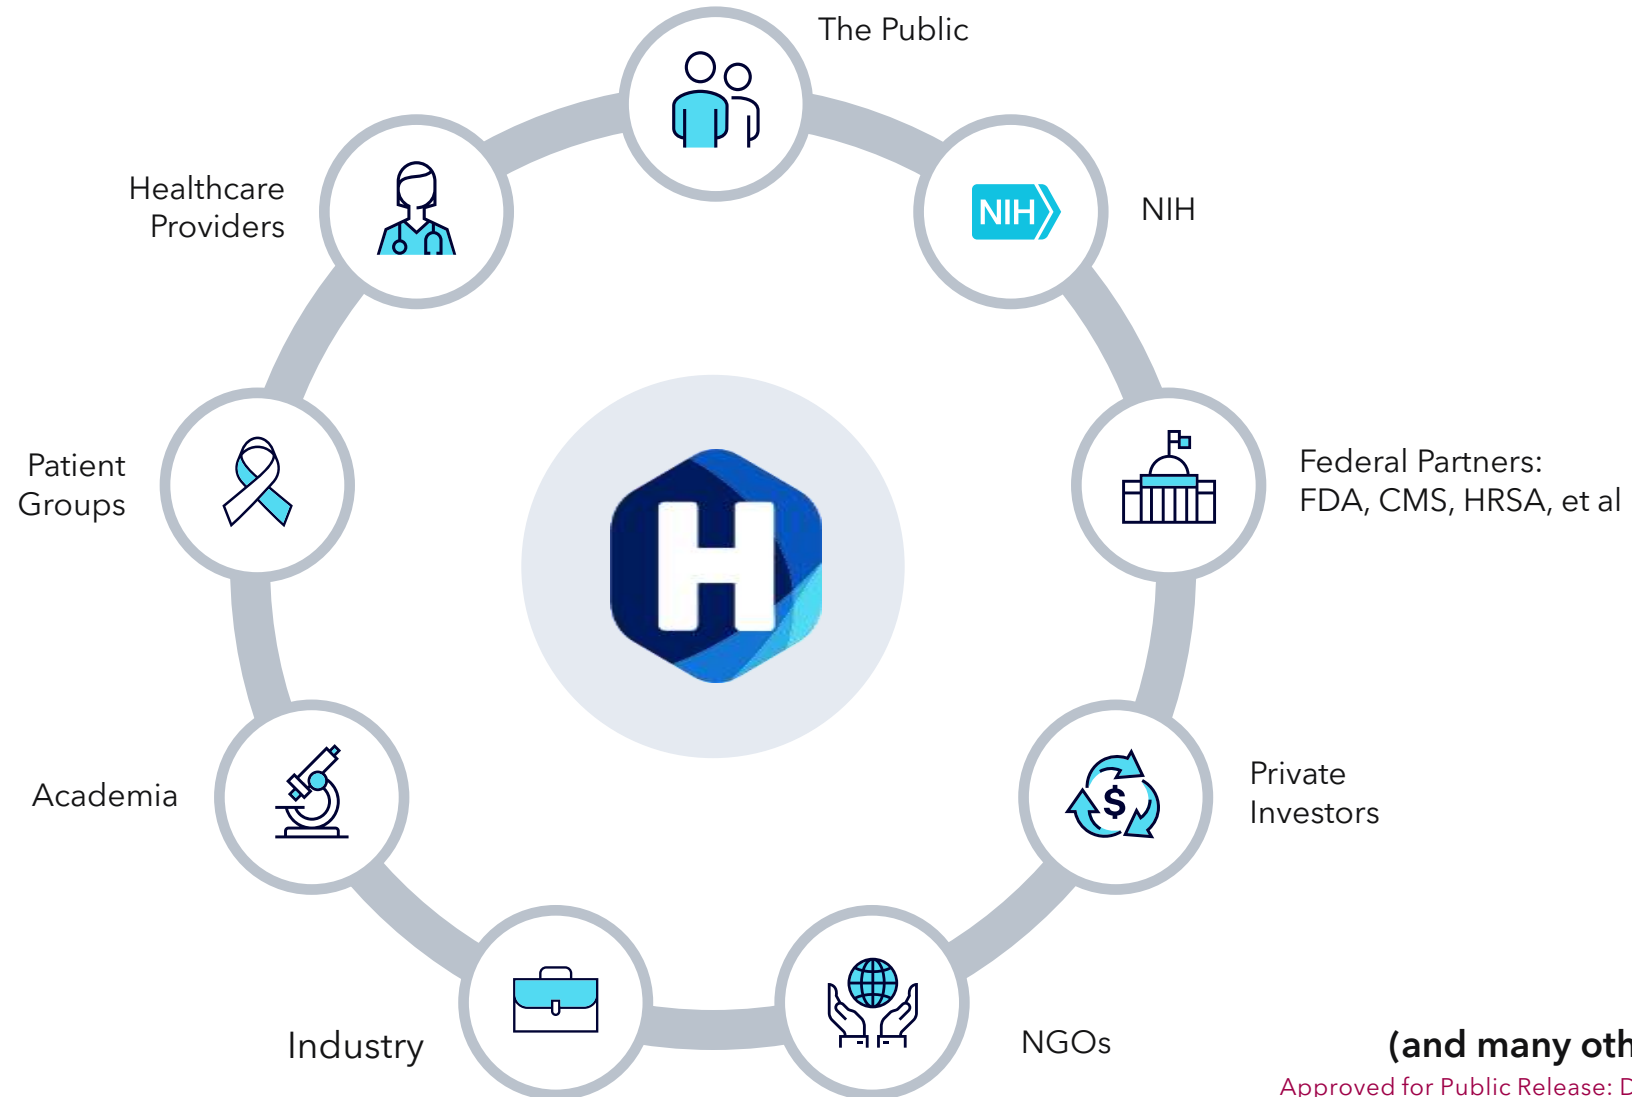 The Public
Healthcare
Providers
NIH
NIH
Patient
Groups
Federal Partners:
FDA, CMS, HRSA, et al
H
Academia
$
Private
Investors
Industry
NGOs
(and many oth
Approved for Public Release: D